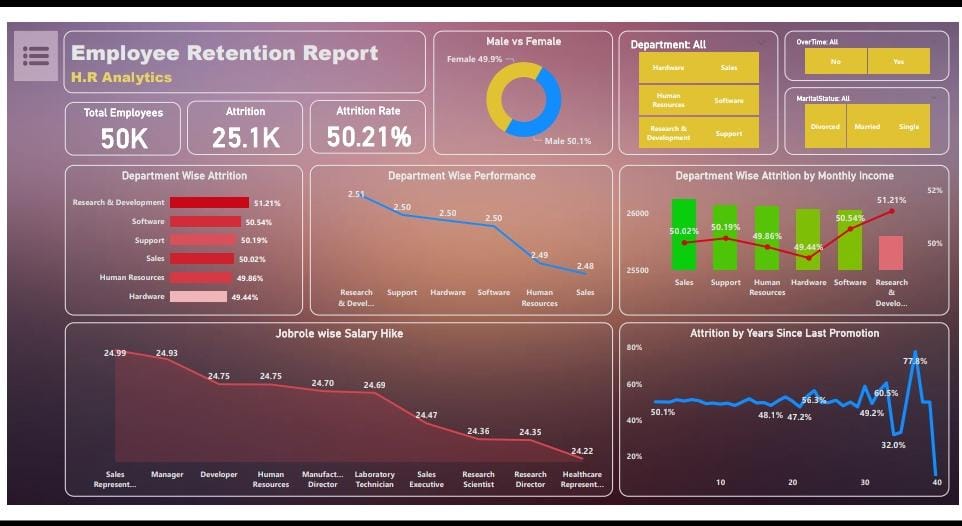 Employee Retention Report
H.R Analytics
Total Employees
50K
Attrition
25.1K
Attrition Rate
50.21%
Male vs Female
Female 49.9%
Male 50.1%
Department: All
Hardware Sales
Human Resources Software
Research & Development Support
OverTime: All
No Yes
MaritalStatus: All
Divorced Married Single
Department Wise Attrition
Research & Development 51.21%
Software 50.54%
Support 50.19%
Sales 50.02%
Human Resources 49.86%
Hardware 49.44%
Department Wise Performance
2.51
2.50
2.50
2.50
2.49
2.48
Research & Devel... Support Hardware Software Human Resources Sales
Department Wise Attrition by Monthly Income
52%
26000
50%
25500
50.02% 50.19% 49.86% 49.44% 50.54% 51.21%
Sales Support Human Resources Hardware Software Research & Develo...
Jobrole wise Salary Hike
24.99 24.93 24.75 24.75 24.70 24.69 24.47 24.36 24.35 24.22
Sales Represent... Manager Developer Human Resources Manufact... Director Laboratory Technician Sales Executive Research Scientist Research Director Healthcare Represent...
Attrition by Years Since Last Promotion
80%
60%
40%
20%
50.1% 48.1% 47.2% 56.3% 49.2% 60.5% 32.0% 77.8%
10 20 30 40